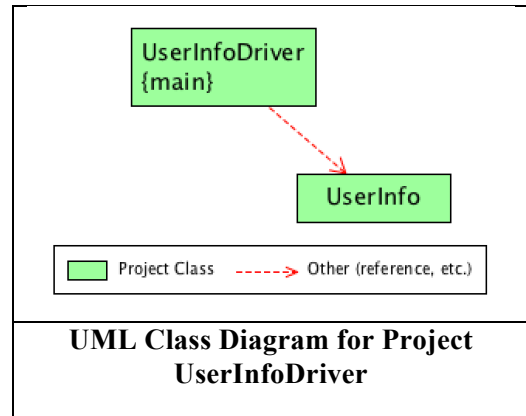 UserInfoDriver
{main}
UserInfo
Project Class
Other (reference, etc.)
UML Class Diagram for Project
UserInfoDriver